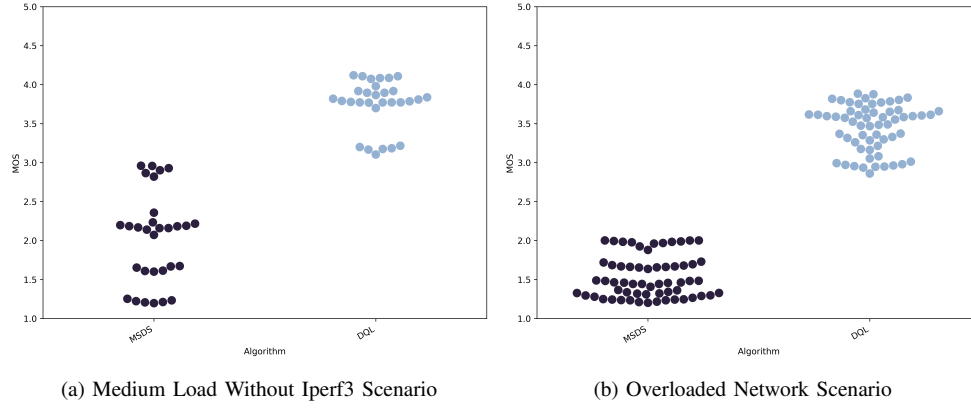 5.0
4.5
4.0
3.5
3.0
2.5
2.0
1.5
1.0
MOS
MSDS
DQL
Algorithm
(a) Medium Load Without Iperf3 Scenario
5.0
4.5
4.0
3.5
3.0
2.5
2.0
1.5
1.0
MOS
MSDS
DQL
Algorithm
(b) Overloaded Network Scenario